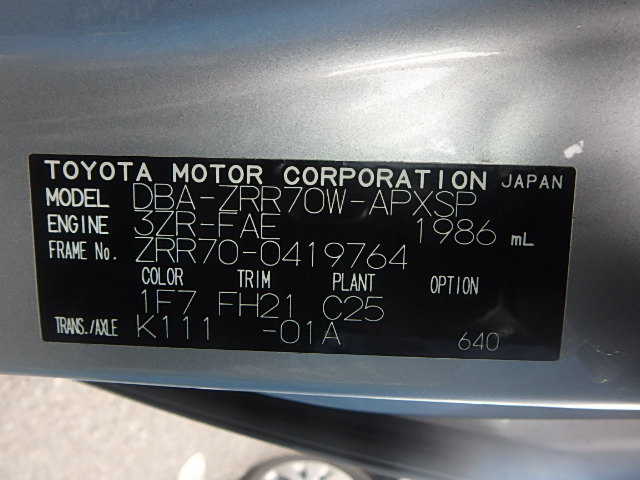 TOYOTA MOTOR CORPORATION JAPAN
MODEL DBA-ZRR70W-APXSP
ENGINE 3ZR-FAE 1986 mL
FRAME No. ZRR70-0419764
COLOR TRIM PLANT OPTION
1F7 FH21 C25
TRANS./AXLE K111 -01A 640